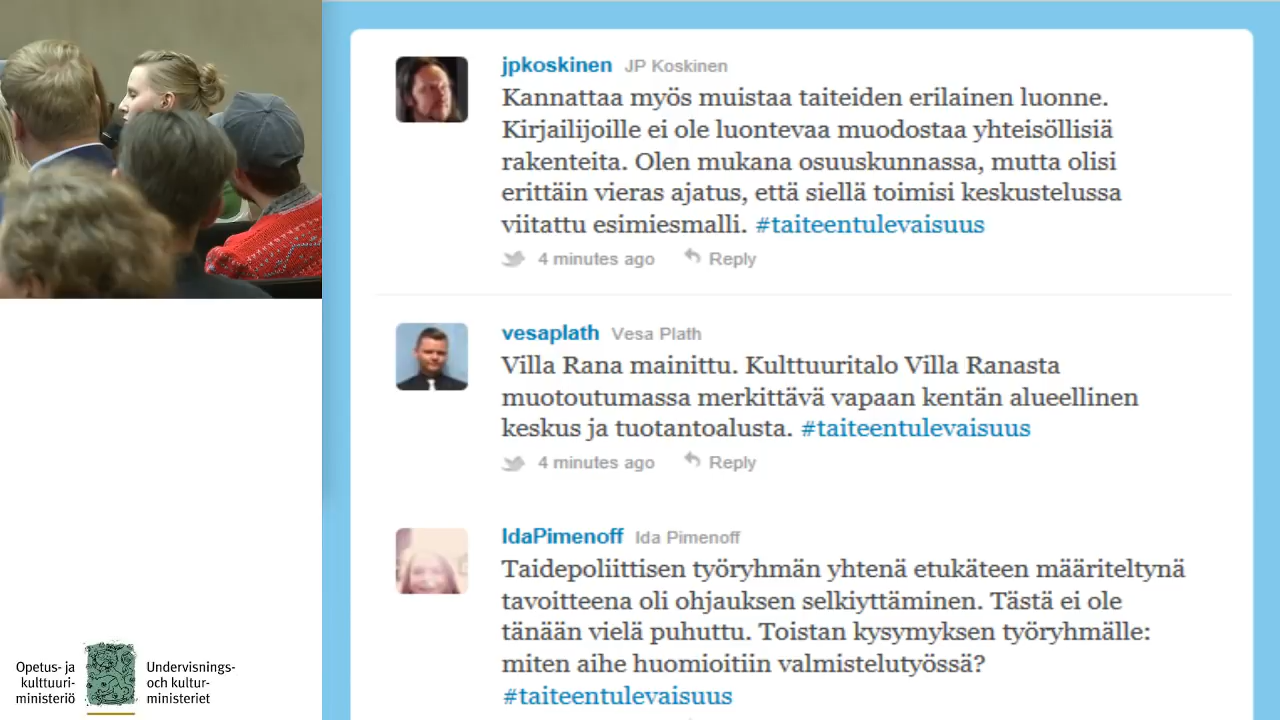 jpkoskinen JP Koskinen
Kannattaa myös muistaa taiteiden erilainen luonne.
Kirjailijoille ei ole luontevaa muodostaa yhteisöllisiä
rakenteita. Olen mukana osuuskunnassa, mutta olisi
erittäin vieras ajatus, että siellä toimisi keskustelussa
viitattu esimiesmalli. #taiteentulevaisuus
4 minutes ago Reply
vesaplath Vesa Plath
Villa Rana mainittu. Kulttuuritalo Villa Ranasta
muotoutumassa merkittävä vapaan kentän alueellinen
keskus ja tuotantoalusta. #taiteentulevaisuus
4 minutes ago Reply
IdaPimenoff Ida Pimenoff
Taidepoliittisen työryhmän yhtenä etukäteen määriteltynä
tavoitteena oli ohjauksen selkiyttäminen. Tästä ei ole
tänään vielä puhuttu. Toistan kysymyksen työryhmälle:
miten aihe huomioitiin valmistelutyössä?
#taiteentulevaisuus
Opetus- ja
kulttuuri-
ministeriö
Undervisnings-
och kultur-
ministeriet